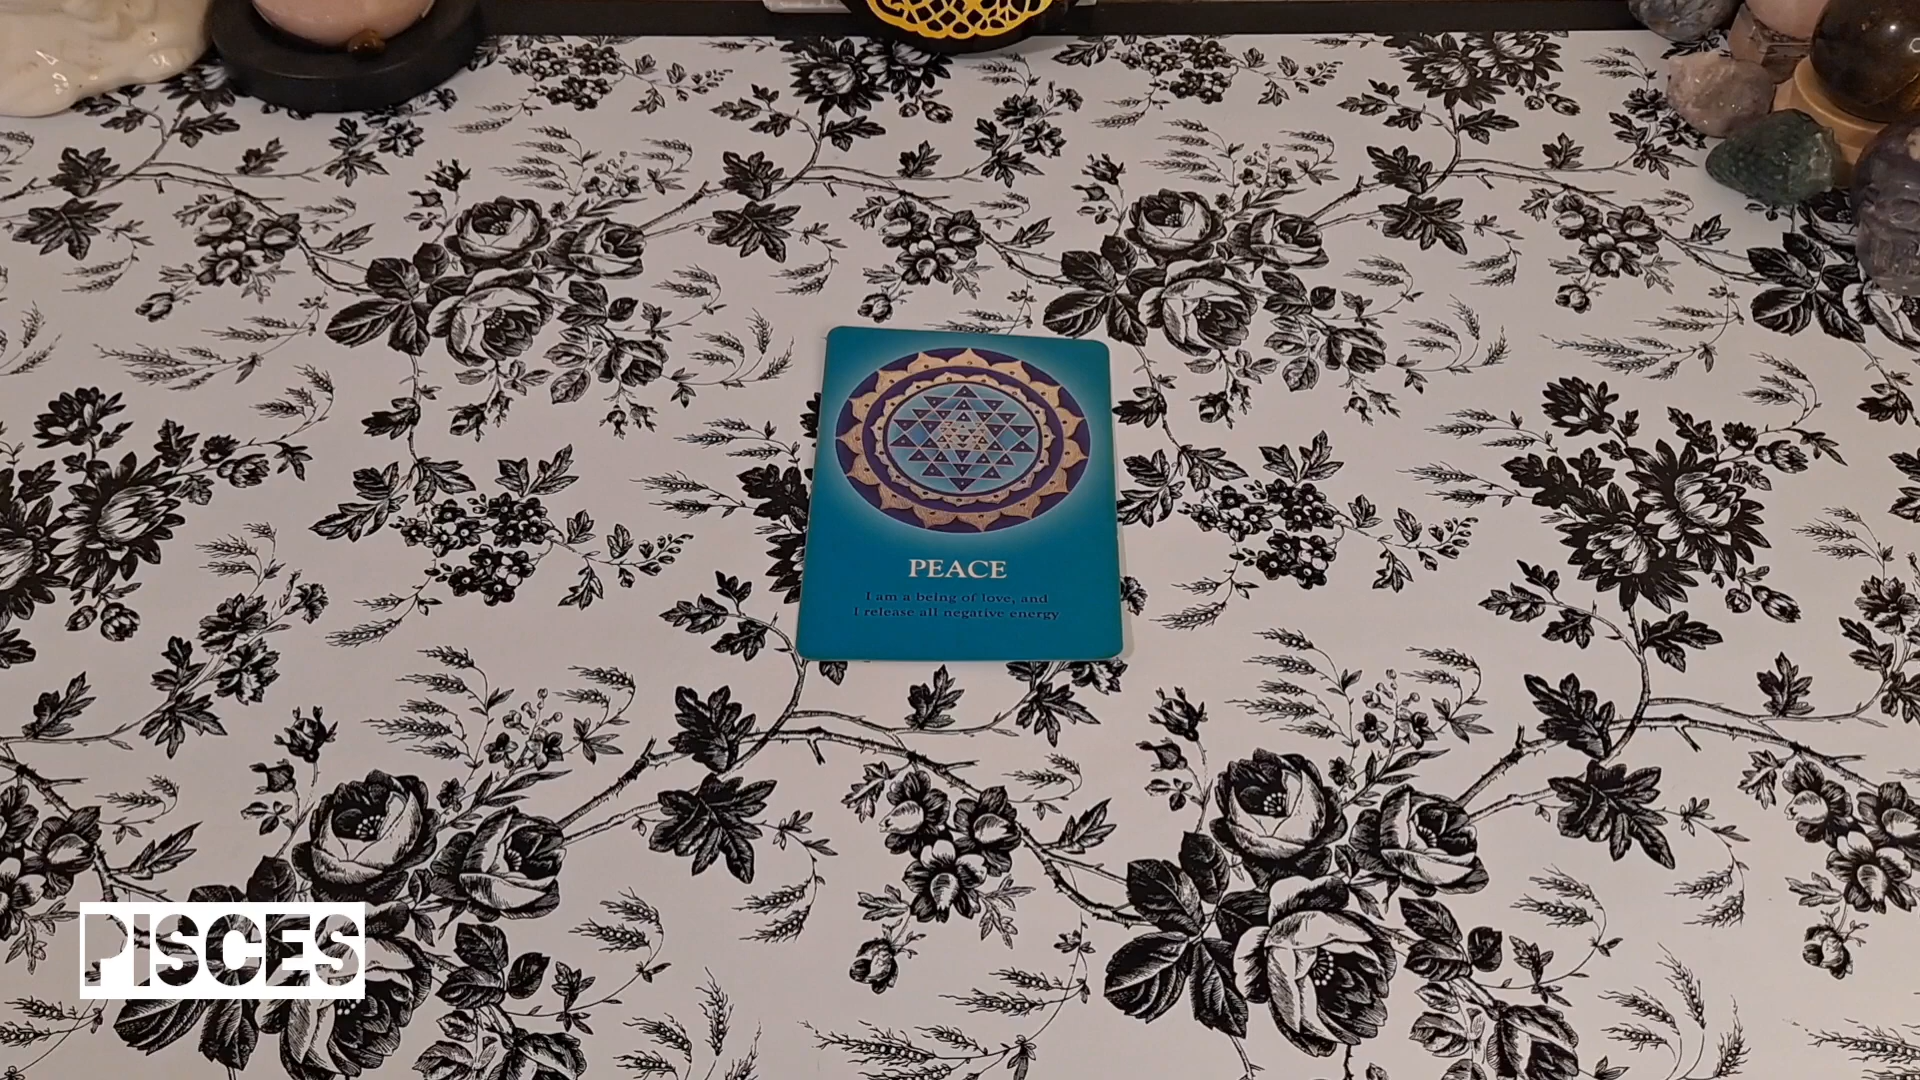 PEACE
I am a being of love, and
I release all negative energy
PISCES